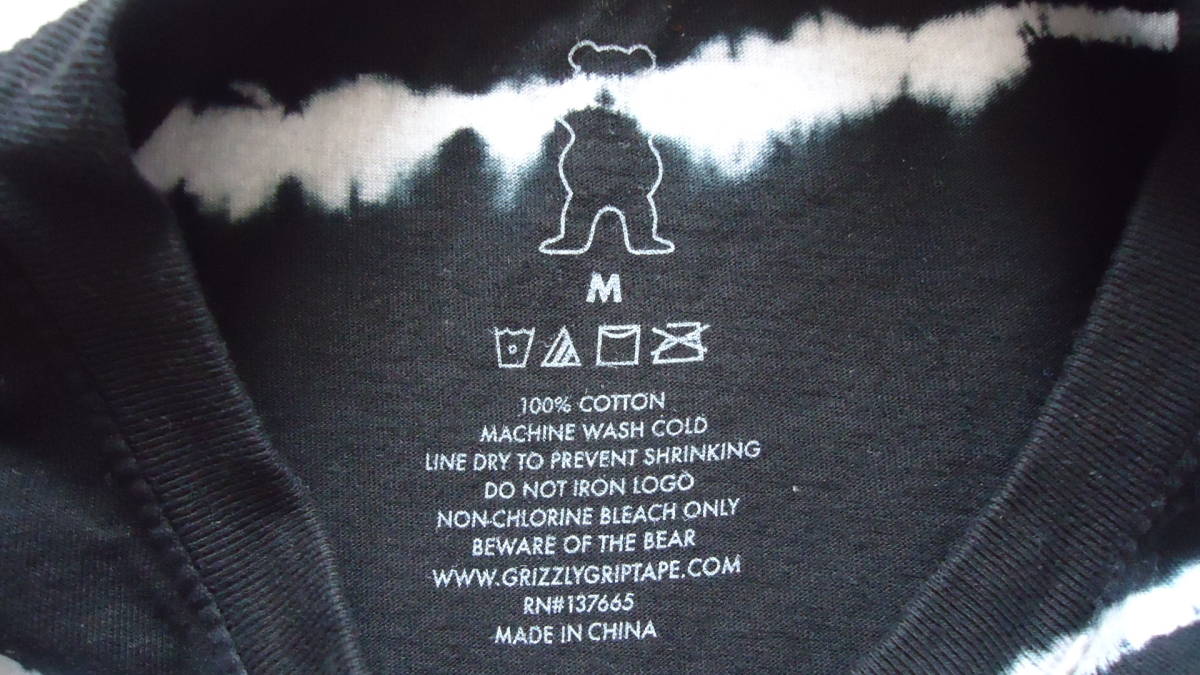 M
100% COTTON
MACHINE WASH COLD
LINE DRY TO PREVENT SHRINKING
DO NOT IRON LOGO
NON-CHLORINE BLEACH ONLY
BEWARE OF THE BEAR
WWW.GRIZZLYGRIPTAPE.COM
RN#137665
MADE IN CHINA